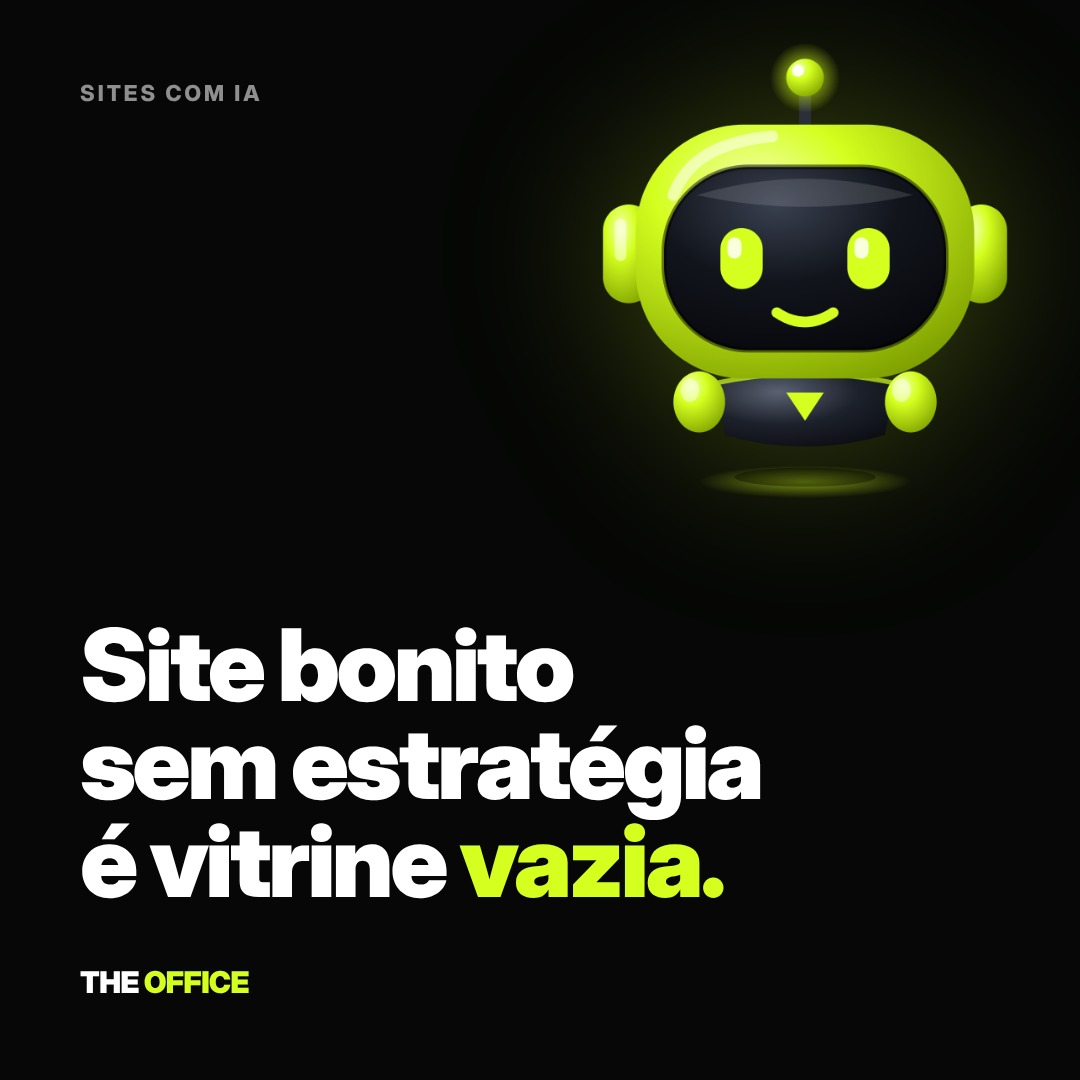 SITES COM IA
Site bonito
sem estratégia
é vitrine vazia.
THE OFFICE